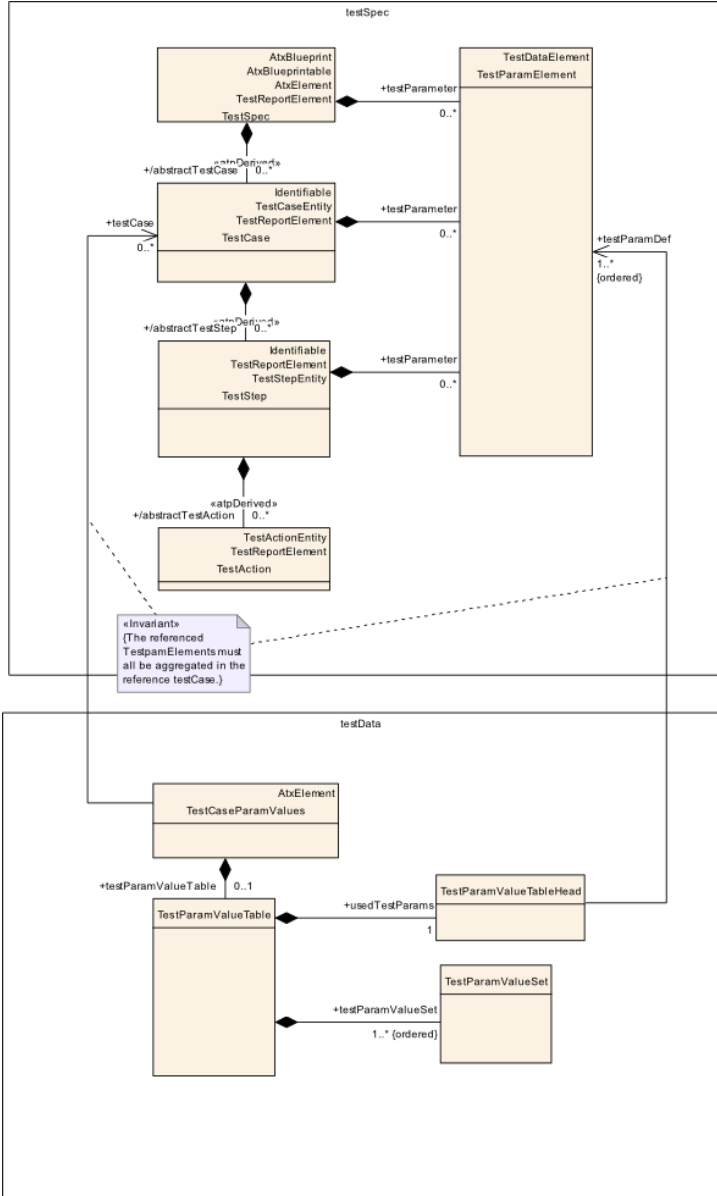 testSpec
AtxBlueprint
AtxBlueprintable
AtxElement
TestReportElement
TestSpec
+testParameter
0..*
TestDataElement
TestParamElement
«atpDerived»
+/abstractTestCase 0..*
Identifiable
TestCaseEntity
TestReportElement
TestCase
+testParameter
0..*
+testCase
0..*
+testParamDef
1..*
{ordered}
«atpDerived»
+/abstractTestStep 0..*
Identifiable
TestReportElement
TestStepEntity
TestStep
+testParameter
0..*
«atpDerived»
+/abstractTestAction 0..*
TestActionEntity
TestReportElement
TestAction
«Invariant»
{The referenced
TestpamElements must
all be aggregated in the
reference testCase.}
testData
AtxElement
TestCaseParamValues
+testParamValueTable 0..1
TestParamValueTable
+usedTestParams
1
TestParamValueTableHead
TestParamValueSet
+testParamValueSet
1..* {ordered}